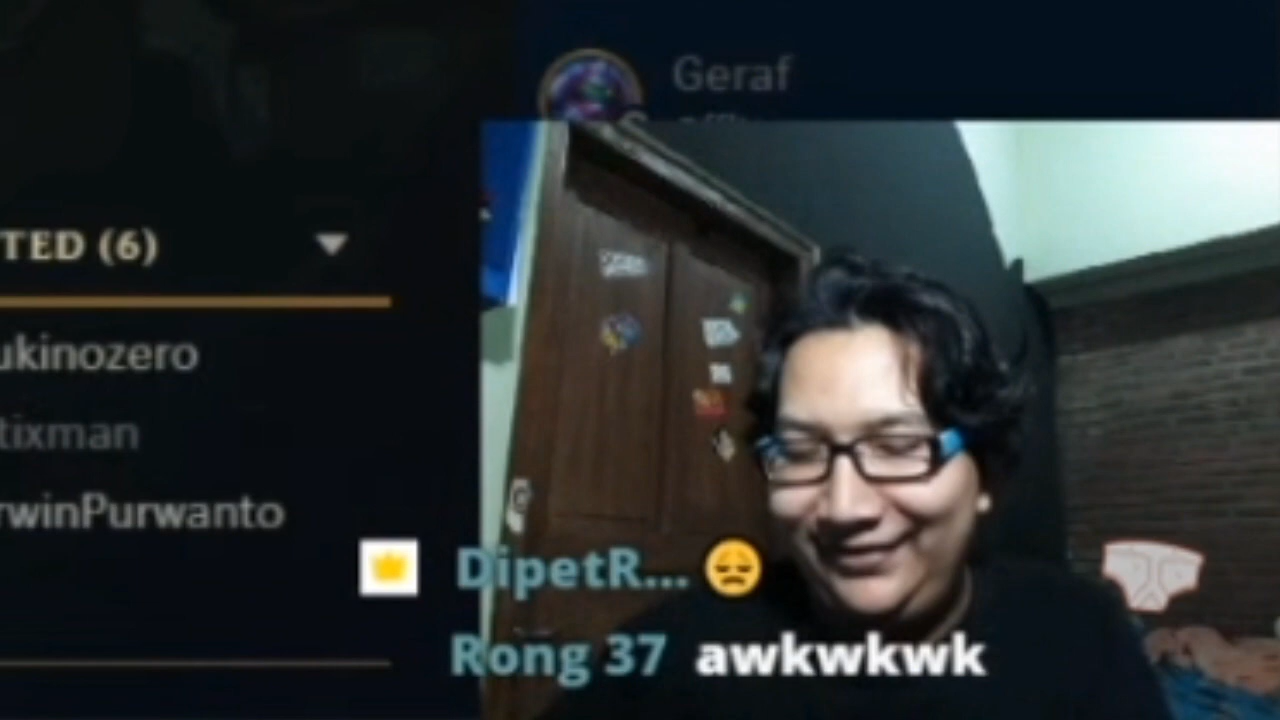 Geraf
TED (6)
ukinozero
tixman
rwinPurwanto
DipetR... 😔
Rong 37 awkwkwk